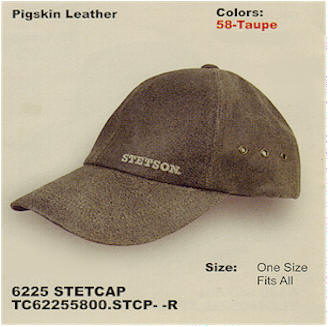 Pigskin Leather
Colors:
58-Taupe
STETSON.
Size: One Size
Fits All
6225 STETCAP
TC62255800.STCP- -R